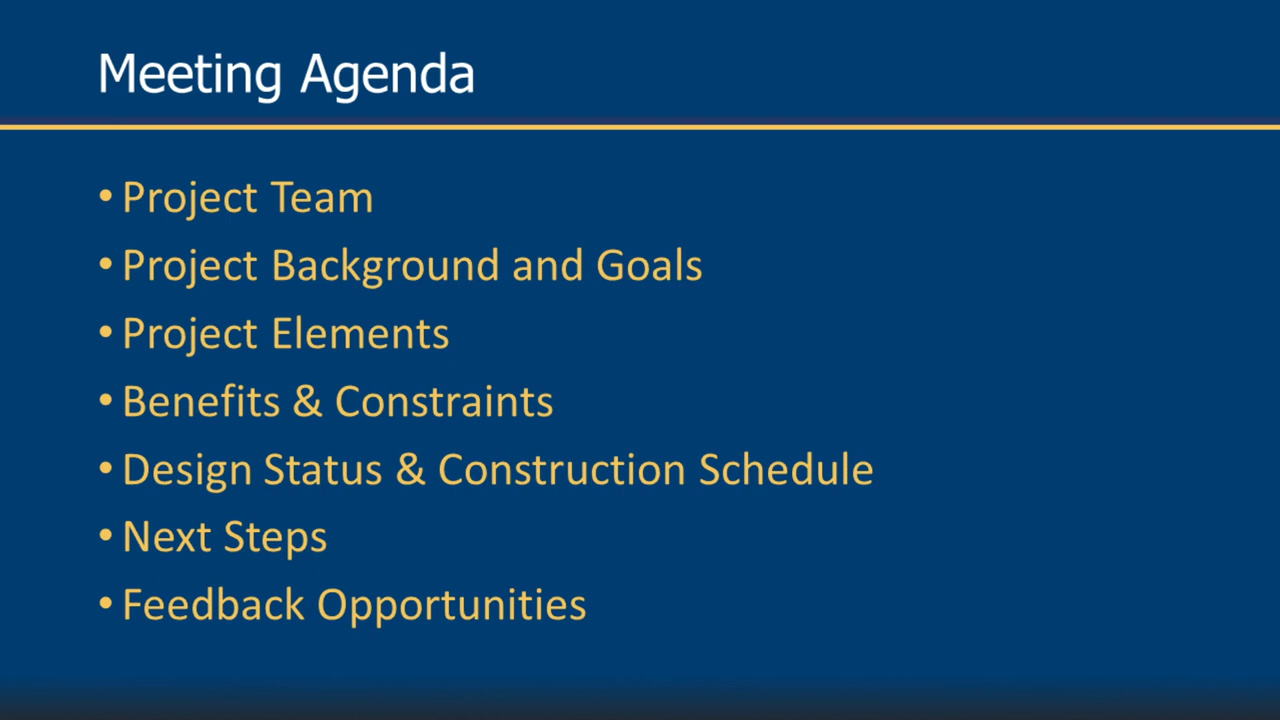 Meeting Agenda
• Project Team
• Project Background and Goals
• Project Elements
• Benefits & Constraints
• Design Status & Construction Schedule
• Next Steps
• Feedback Opportunities